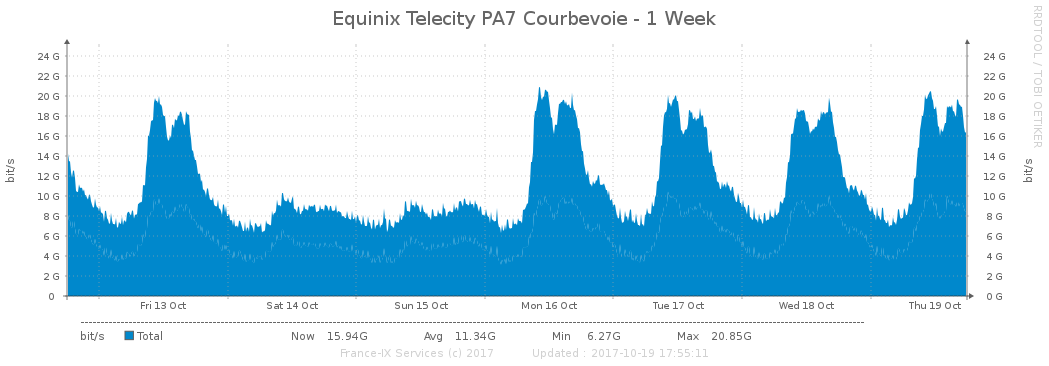 Equinix Telecity PA7 Courbevoie - 1 Week
RRDTOOL / TOBI OETIKER
bit/s
24 G 24 G
22 G 22 G
20 G 20 G
18 G 18 G
16 G 16 G
14 G 14 G
12 G 12 G
10 G 10 G
8 G 8 G
6 G 6 G
4 G 4 G
2 G 2 G
0 0 G
bit/s
Fri 13 Oct Sat 14 Oct Sun 15 Oct Mon 16 Oct Tue 17 Oct Wed 18 Oct Thu 19 Oct
bit/s Total Now 15.94G Avg 11.34G Min 6.27G Max 20.85G
France-IX Services (c) 2017 Updated : 2017-10-19 17:55:11